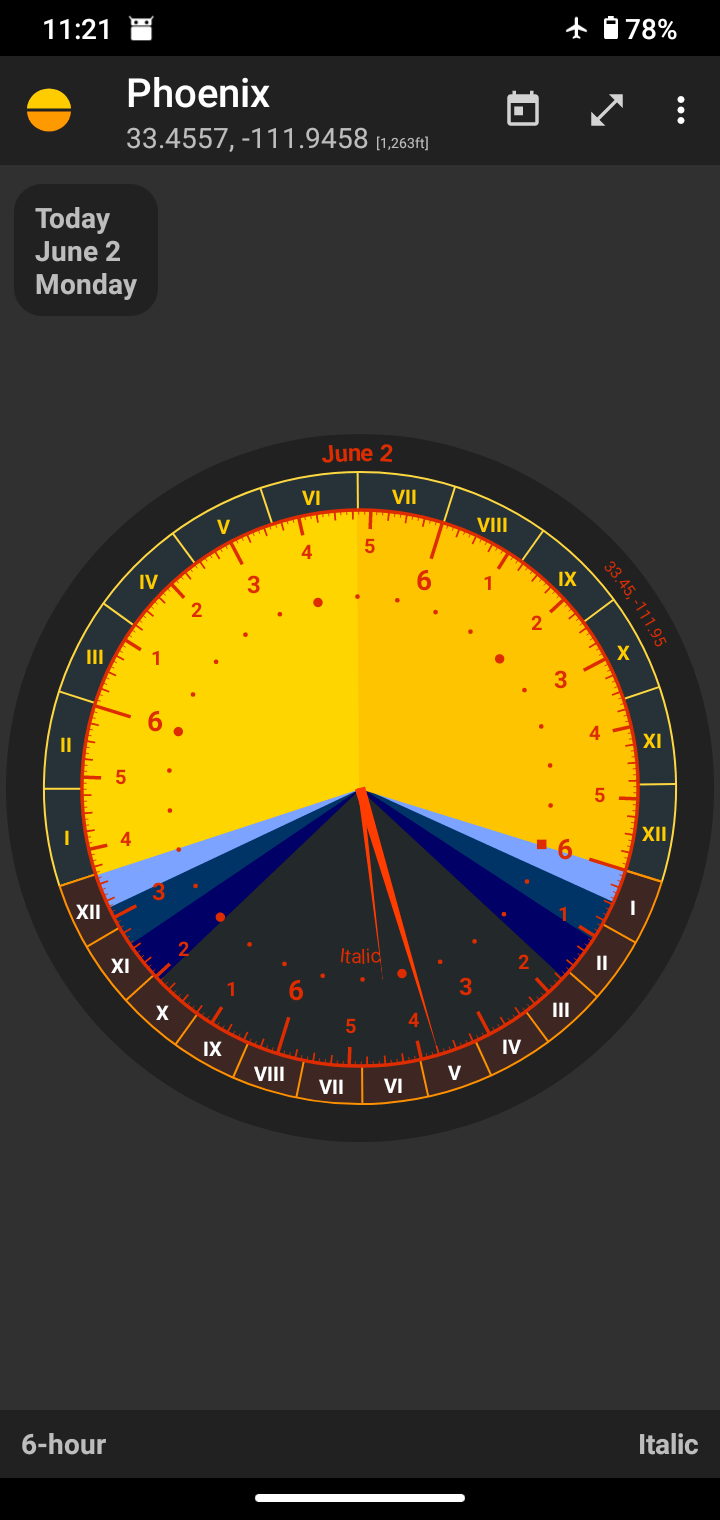 11:21
78%
Phoenix
33.4557, -111.9458 [1,263ft]
Today
June 2
Monday
June 2
VI
VII
V
VIII
IV
IX
III
X
II
XI
I
XII
33.45, -111.95
4
5
3
6
2
1
1
2
6
3
5
4
4
5
3
6
2
1
1
2
6
3
5
4
Italic
XII
I
XI
II
X
III
IX
IV
VIII
V
VII
VI
6-hour
Italic